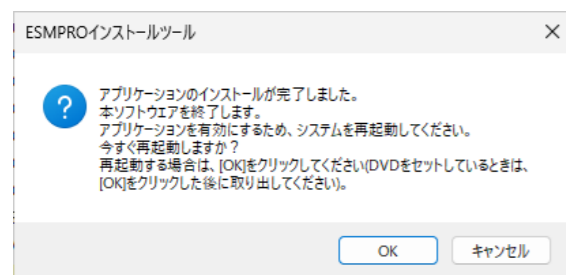 ESMPROインストールツール
アプリケーションのインストールが完了しました。
本ソフトウェアを終了します。
アプリケーションを有効にするため、システムを再起動してください。
今すぐ再起動しますか？
再起動する場合は、[OK]をクリックしてください(DVDをセットしているときは、
[OK]をクリックした後に取り出してください)。
OK
キャンセル